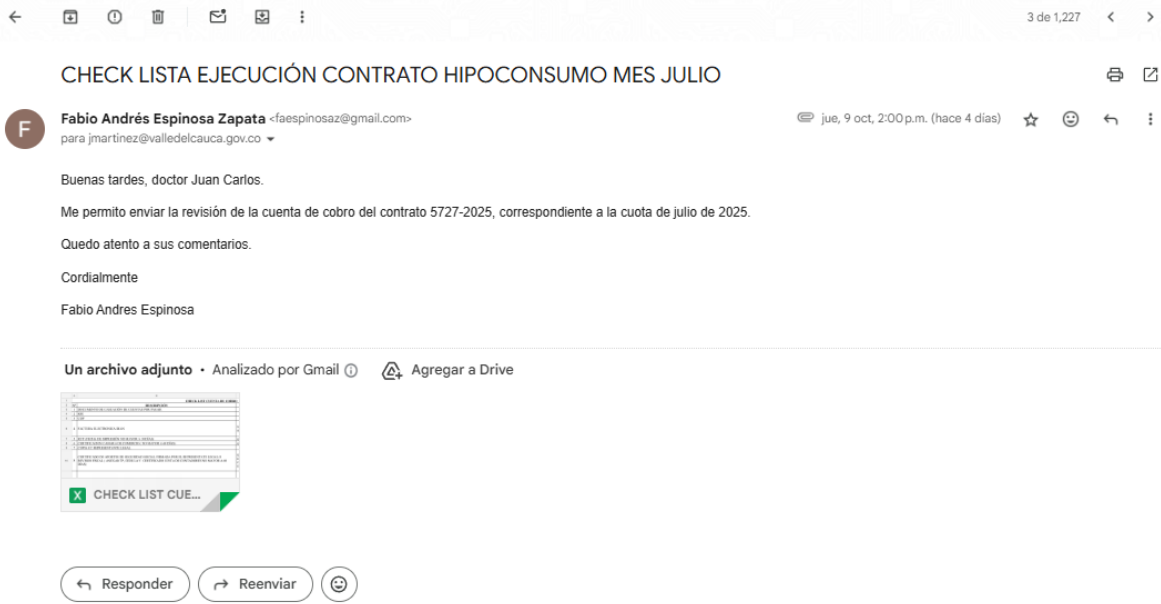 3 de 1,227
CHECK LISTA EJECUCIÓN CONTRATO HIPOCONSUMO MES JULIO
F
Fabio Andrés Espinosa Zapata <faespinosaz@gmail.com>
jue, 9 oct, 2:00 p.m. (hace 4 días)
para jmartinez@valledelcauca.gov.co
Buenas tardes, doctor Juan Carlos.
Me permito enviar la revisión de la cuenta de cobro del contrato 5727-2025, correspondiente a la cuota de julio de 2025.
Quedo atento a sus comentarios.
Cordialmente
Fabio Andres Espinosa
Un archivo adjunto • Analizado por Gmail
Agregar a Drive
X CHECK LIST CUE...
Responder
Reenviar